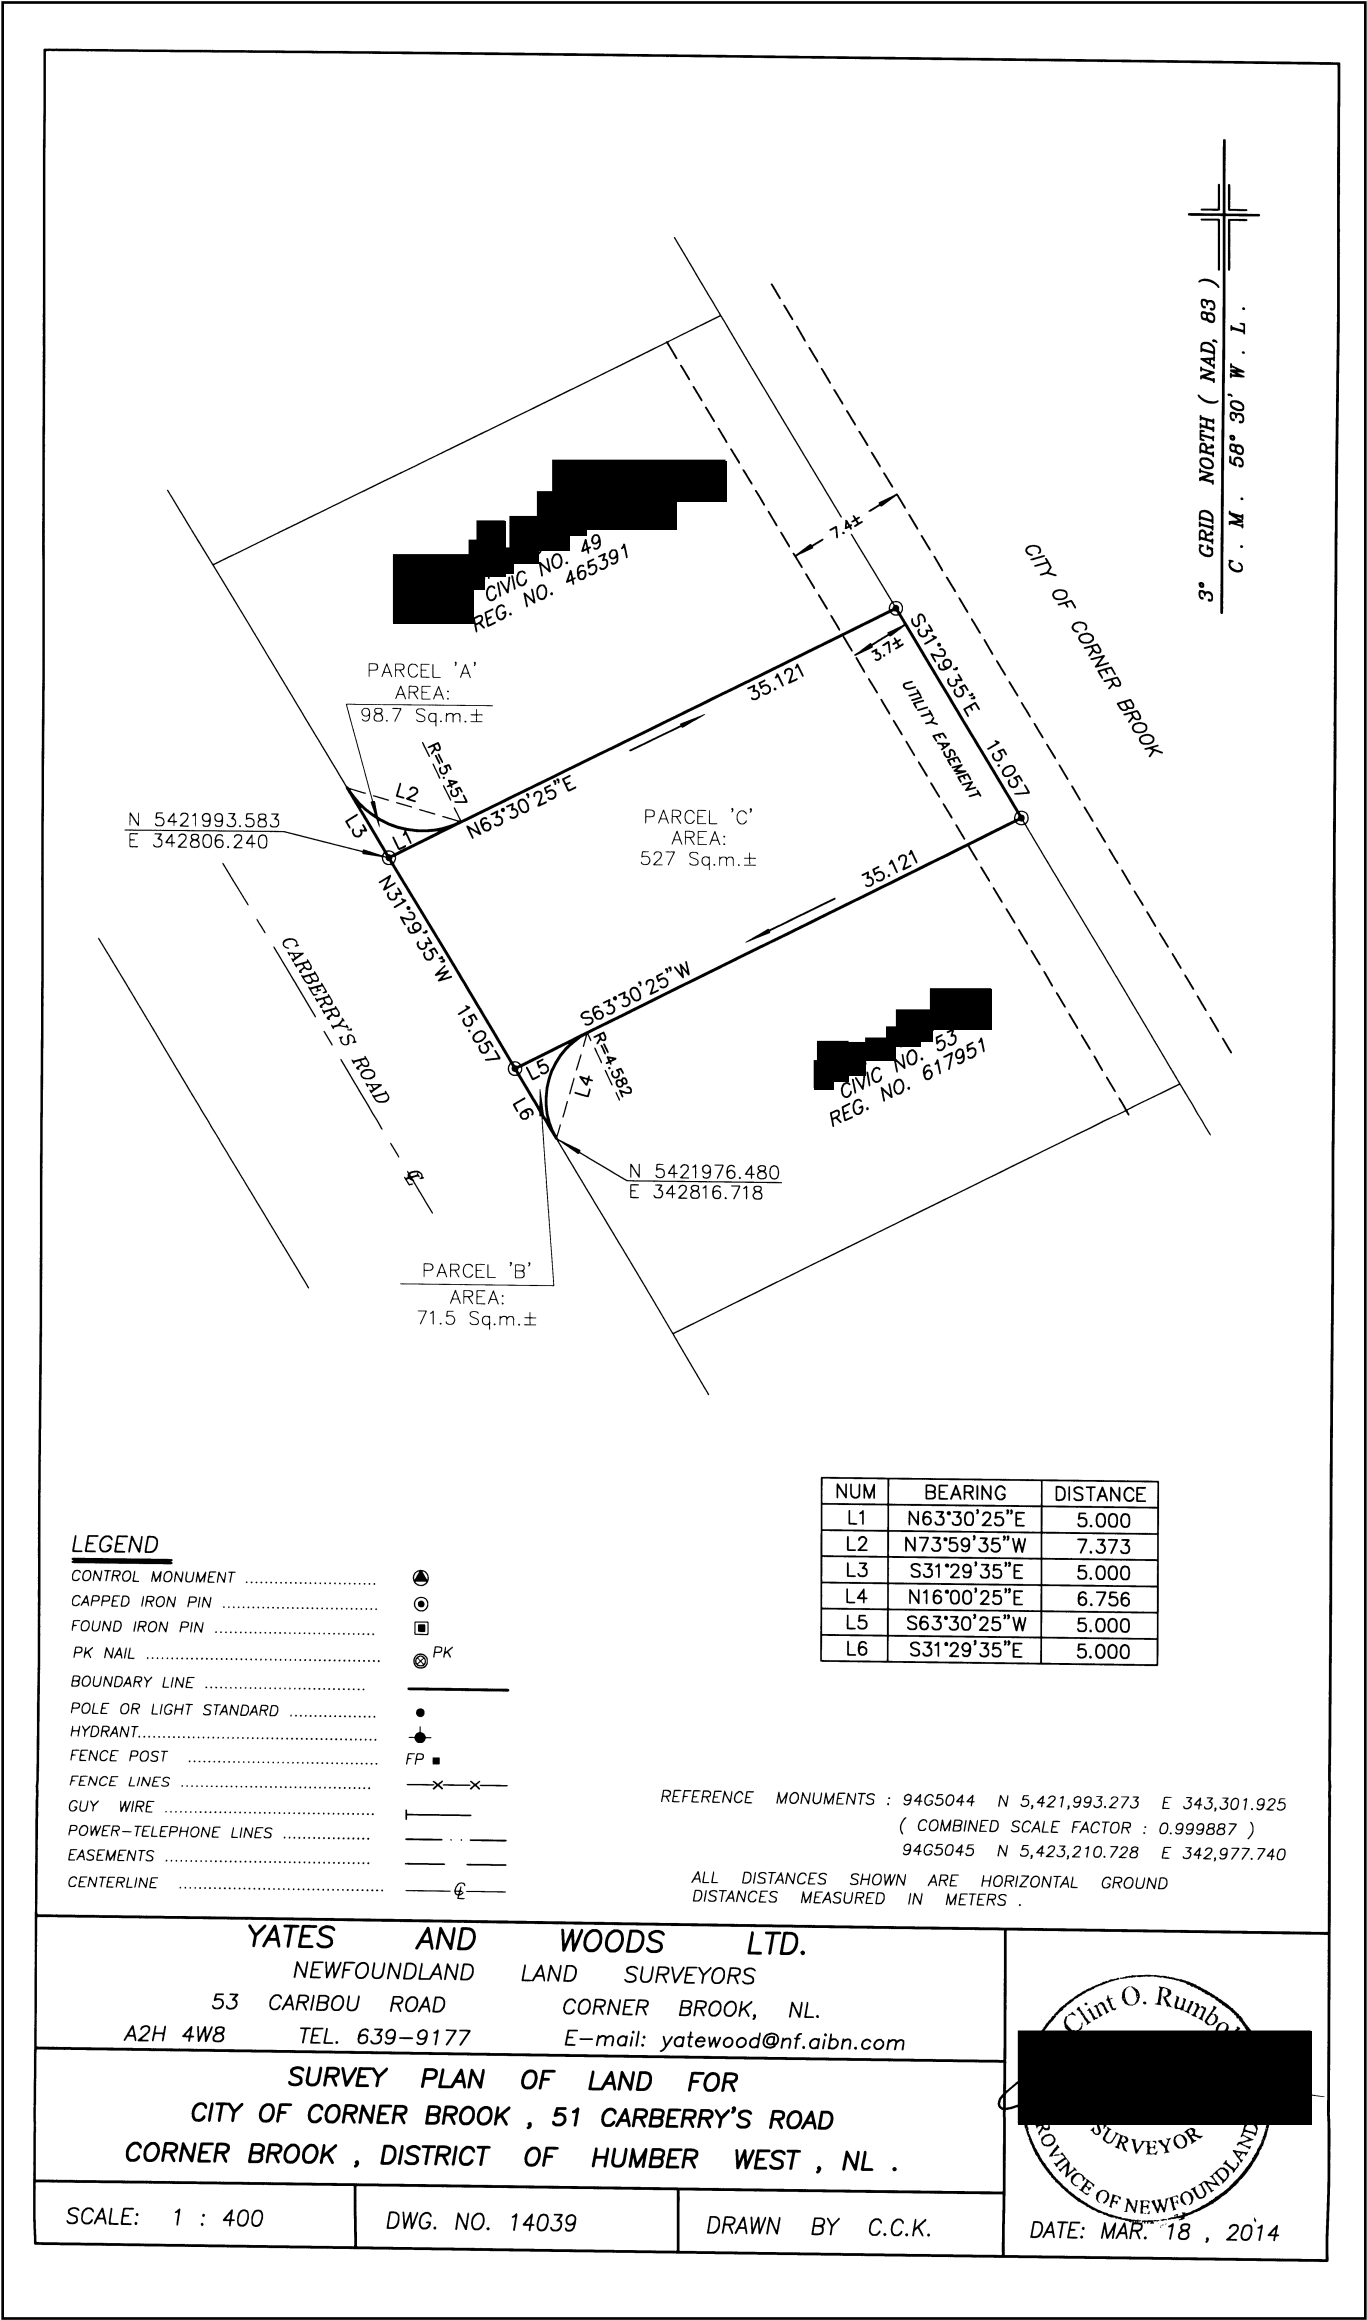 3° GRID NORTH ( NAD, 83 )
C . M . 58° 30' W . L .
CIVIC NO. 49
REG. NO. 465391
7.4±
CITY OF CORNER BROOK
S31°29'35"E
3.7±
15.057
UTILITY EASEMENT
35.121
PARCEL 'A'
AREA:
98.7 Sq.m.±
R=5.457
L2
L3
L1
N63°30'25"E
N 5421993.583
E 342806.240
PARCEL 'C'
AREA:
527 Sq.m.±
35.121
N31°29'35"W
15.057
CARBERRY'S ROAD
℄
S63°30'25"W
L5
L6
L4
R=4.582
CIVIC NO. 53
REG. NO. 617951
N 5421976.480
E 342816.718
PARCEL 'B'
AREA:
71.5 Sq.m.±
NUM BEARING DISTANCE
L1 N63°30'25"E 5.000
L2 N73°59'35"W 7.373
L3 S31°29'35"E 5.000
L4 N16°00'25"E 6.756
L5 S63°30'25"W 5.000
L6 S31°29'35"E 5.000
LEGEND
CONTROL MONUMENT ...........................
CAPPED IRON PIN .................................
FOUND IRON PIN .................................
PK NAIL ................................................. PK
BOUNDARY LINE .................................
POLE OR LIGHT STANDARD ..................
HYDRANT..................................................
FENCE POST ........................................ FP
FENCE LINES ........................................
GUY WIRE ............................................
POWER-TELEPHONE LINES ..................
EASEMENTS ...........................................
CENTERLINE ........................................... ℄
REFERENCE MONUMENTS : 94G5044 N 5,421,993.273 E 343,301.925
( COMBINED SCALE FACTOR : 0.999887 )
94G5045 N 5,423,210.728 E 342,977.740
ALL DISTANCES SHOWN ARE HORIZONTAL GROUND
DISTANCES MEASURED IN METERS .
YATES AND WOODS LTD.
NEWFOUNDLAND LAND SURVEYORS
53 CARIBOU ROAD CORNER BROOK, NL.
A2H 4W8 TEL. 639-9177 E-mail: yatewood@nf.aibn.com
SURVEY PLAN OF LAND FOR
CITY OF CORNER BROOK , 51 CARBERRY'S ROAD
CORNER BROOK , DISTRICT OF HUMBER WEST , NL .
SCALE: 1 : 400
DWG. NO. 14039
DRAWN BY C.C.K.
Clint O. Rumbo
SURVEYOR
ROVINCE OF NEWFOUNDLAND
DATE: MAR. 18 , 2014